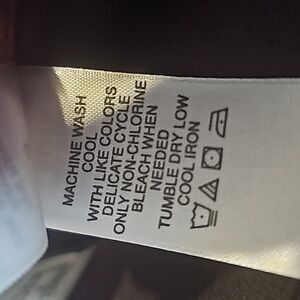 MACHINE WASH
COOL
WITH LIKE COLORS
DELICATE CYCLE
ONLY NON-CHLORINE
BLEACH WHEN
NEEDED
TUMBLE DRY LOW
COOL IRON